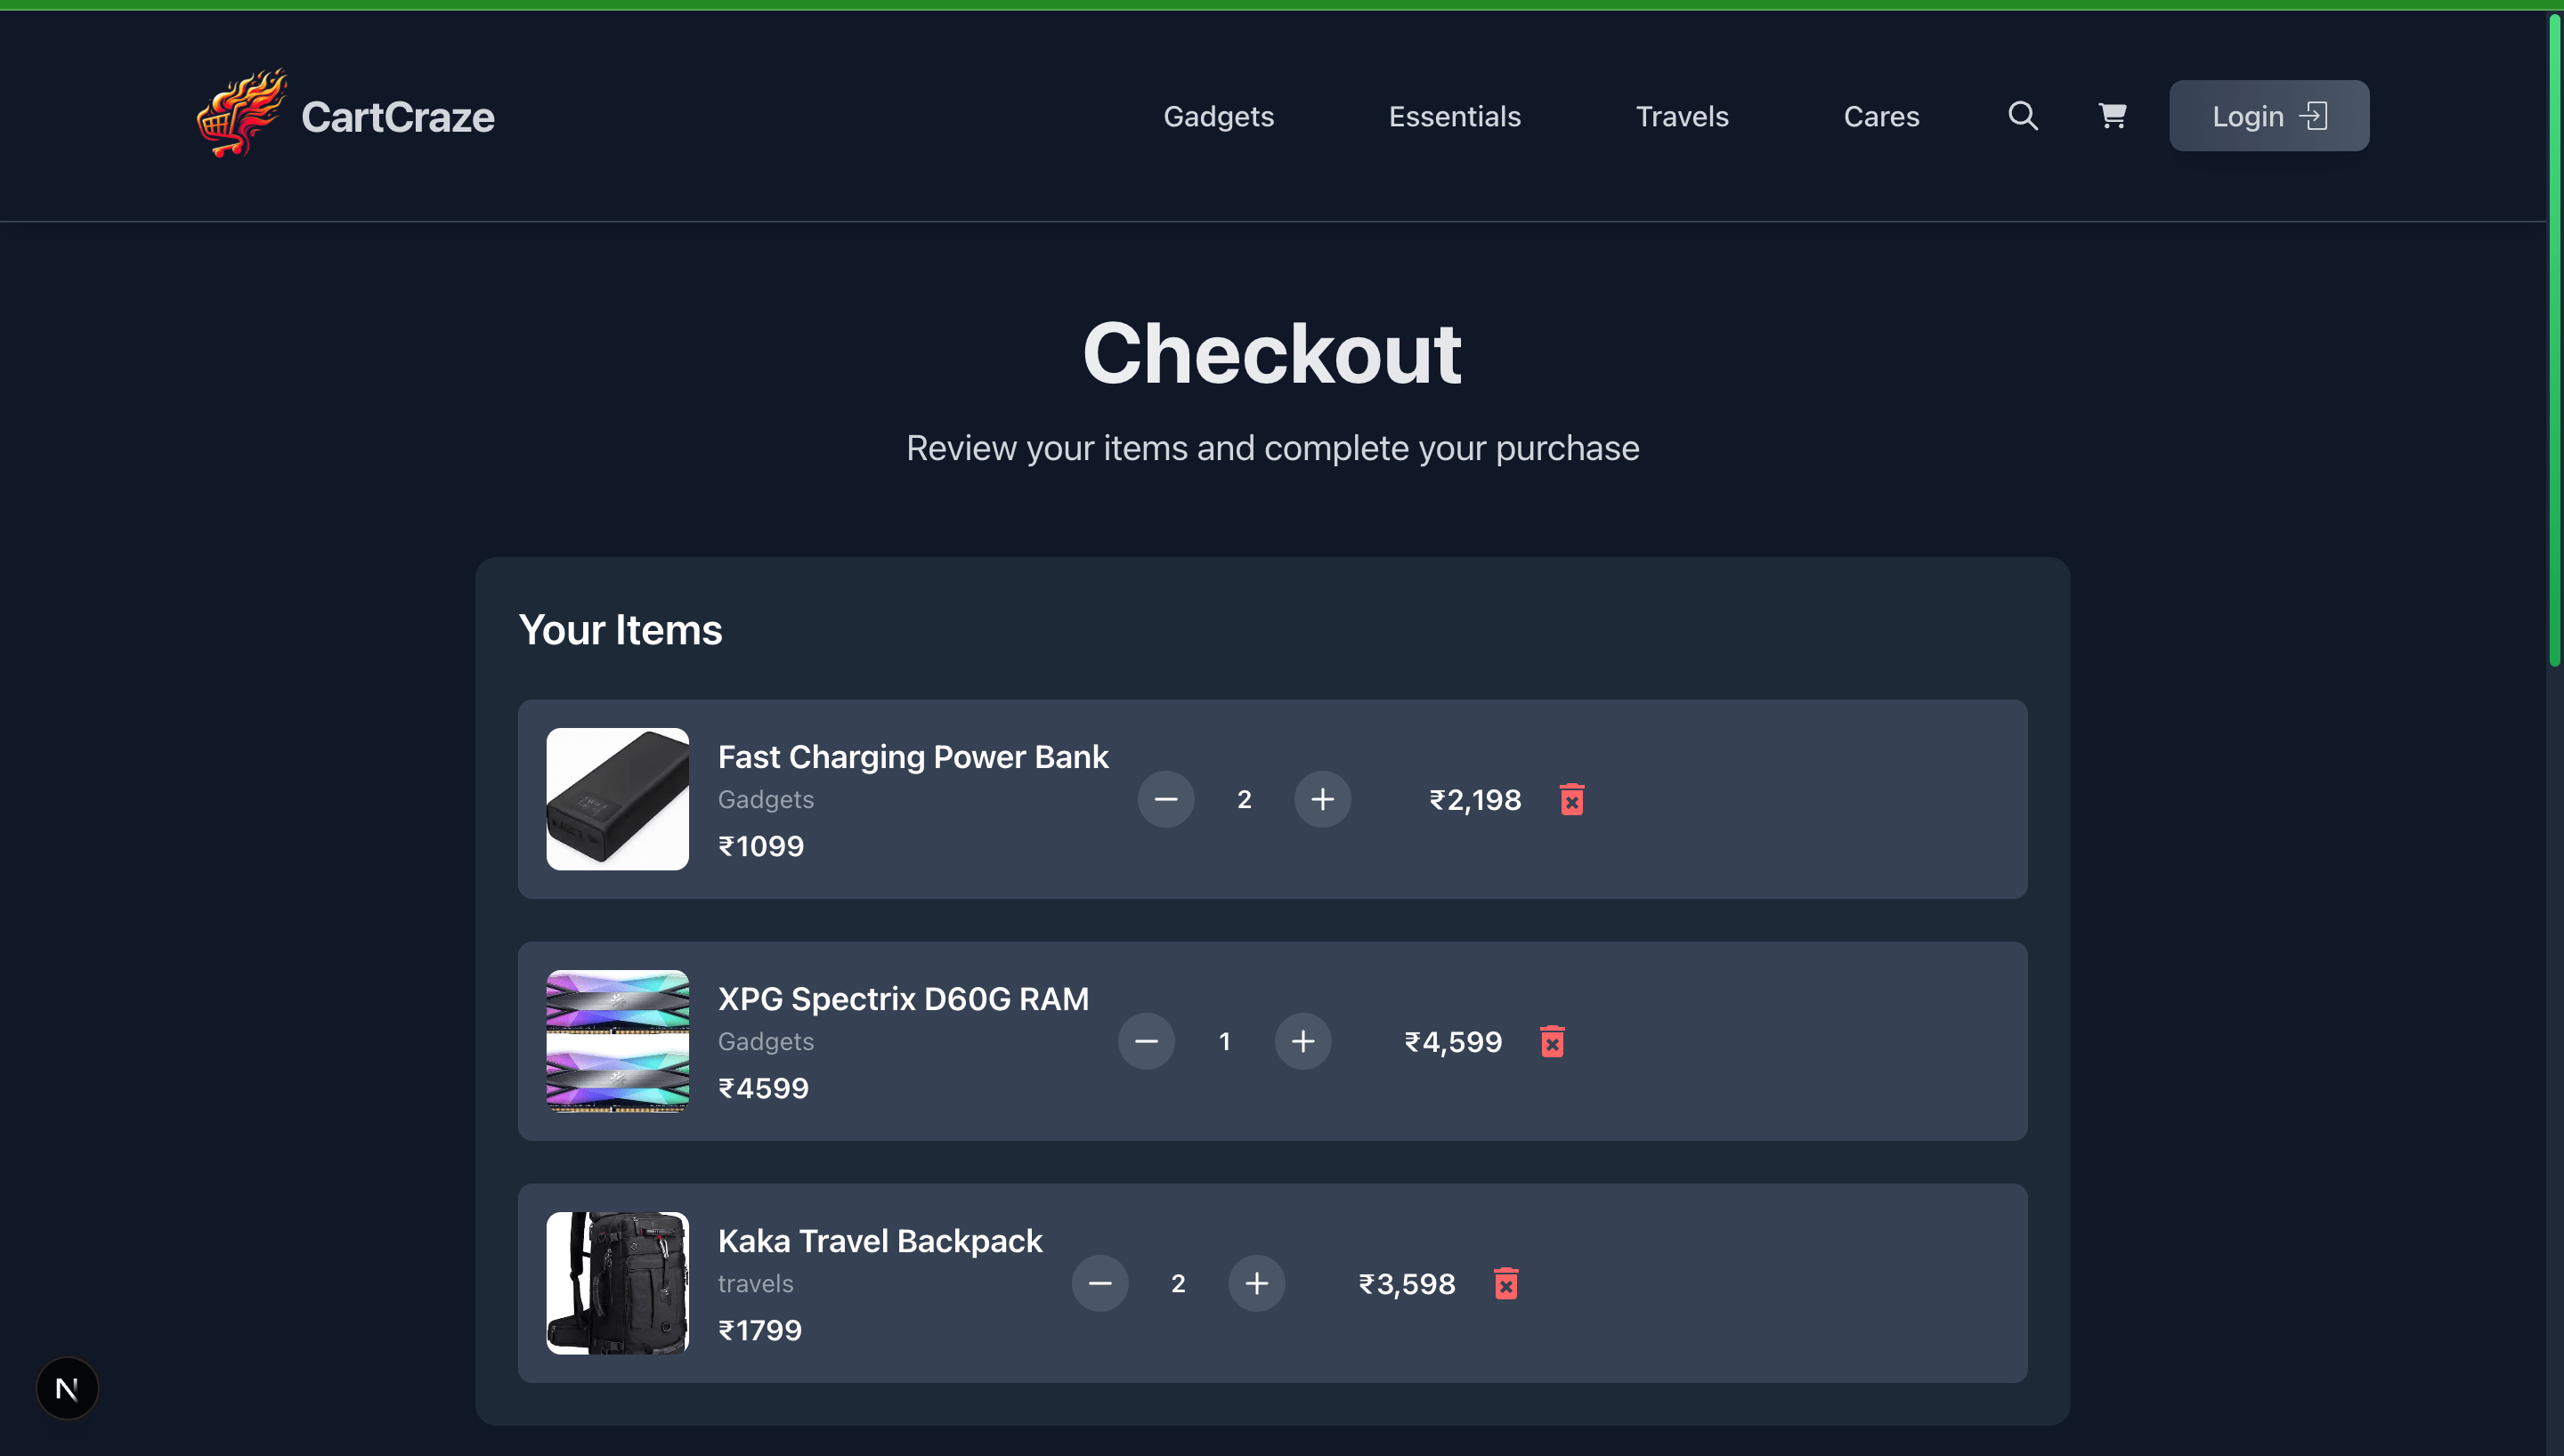 CartCraze
Gadgets
Essentials
Travels
Cares
Login
Checkout
Review your items and complete your purchase
Your Items
Fast Charging Power Bank
Gadgets
₹1099
2
₹2,198
XPG Spectrix D60G RAM
Gadgets
₹4599
1
₹4,599
Kaka Travel Backpack
travels
₹1799
2
₹3,598
N